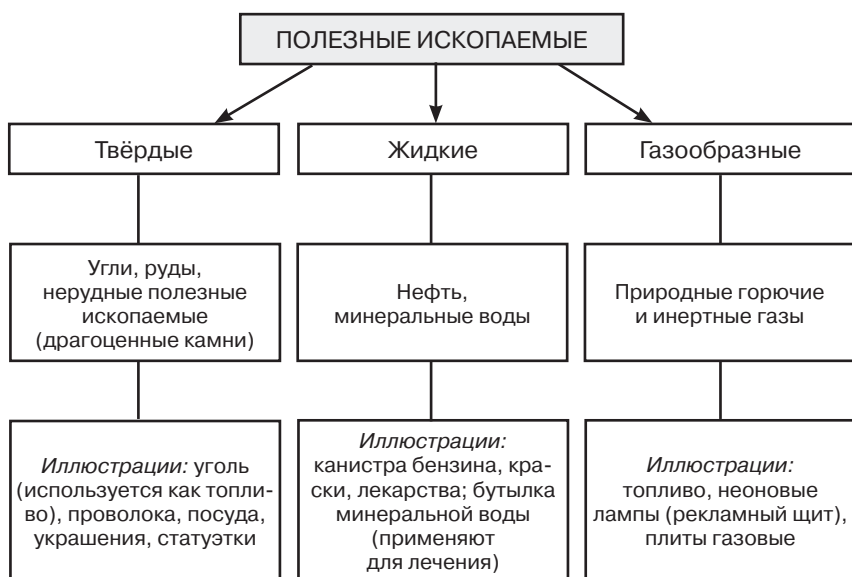 ПОЛЕЗНЫЕ ИСКОПАЕМЫЕ
Твёрдые
Жидкие
Газообразные
Угли, руды,
нерудные полезные
ископаемые
(драгоценные камни)
Нефть,
минеральные воды
Природные горючие
и инертные газы
Иллюстрации: уголь
(используется как топли-
во), проволока, посуда,
украшения, статуэтки
Иллюстрации:
канистра бензина, кра-
ски, лекарства; бутылка
минеральной воды
(применяют
для лечения)
Иллюстрации:
топливо, неоновые
лампы (рекламный щит),
плиты газовые